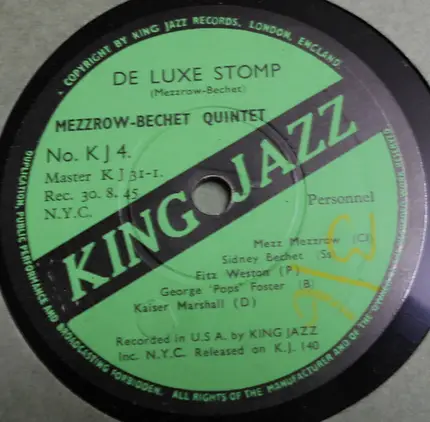 COPYRIGHT BY KING JAZZ RECORDS, LONDON, ENGLAND.
DE LUXE STOMP
(Mezzrow-Bechet)
MEZZROW-BECHET QUINTET
No. KJ 4.
Master KJ 31-1.
Rec. 30. 8. 45
N.Y.C.
KING JAZZ
Personnel
Mezz Mezzrow (Cl)
Sidney Bechet (Ss)
Fitz Weston (P)
George "Pops" Foster (B)
Kaiser Marshall (D)
Recorded in U.S.A. by KING JAZZ
Inc. N.Y.C. Released on K.J. 140
ALL RIGHTS OF THE MANUFACTURER AND OF THE
DUPLICATION, PUBLIC PERFORMANCE AND BROADCASTING FORBIDDEN.